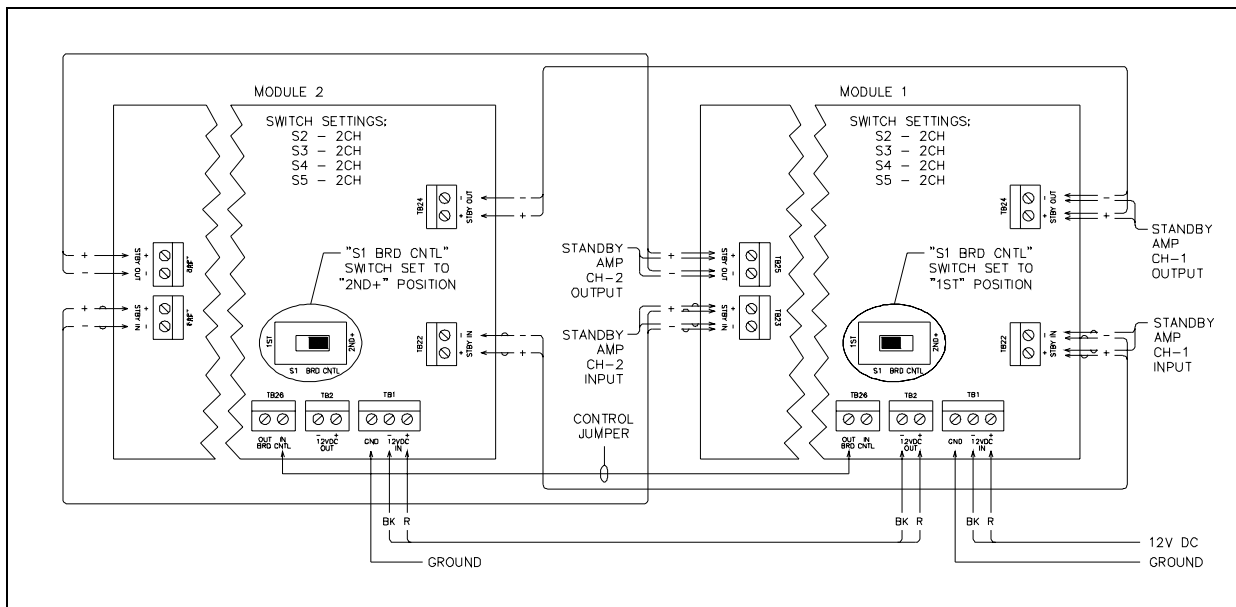 MODULE 2
SWITCH SETTINGS:
S2 - 2CH
S3 - 2CH
S4 - 2CH
S5 - 2CH
TB24
- +
STBY OUT
+ -
STBY OUT
+ -
STBY IN
"S1 BRD CNTL"
SWITCH SET TO
"2ND+" POSITION
1ST
2ND+
S1 BRD CNTL
TB22
- +
STBY IN
TB26
OUT IN
BRD CNTL
TB2
- +
12VDC
OUT
TB1
GND
- +
12VDC
IN
BK R
GROUND
CONTROL
JUMPER
MODULE 1
SWITCH SETTINGS:
S2 - 2CH
S3 - 2CH
S4 - 2CH
S5 - 2CH
TB24
- +
STBY OUT
STANDBY
AMP
CH-1
OUTPUT
STANDBY
AMP
CH-2
OUTPUT
TB25
+ -
STBY OUT
STANDBY
AMP
CH-2
INPUT
TB23
+ -
STBY IN
"S1 BRD CNTL"
SWITCH SET TO
"1ST" POSITION
1ST
2ND+
S1 BRD CNTL
TB22
- +
STBY IN
STANDBY
AMP
CH-1
INPUT
TB26
OUT IN
BRD CNTL
TB2
- +
12VDC
OUT
TB1
GND
- +
12VDC
IN
BK R
BK R
12V DC
GROUND